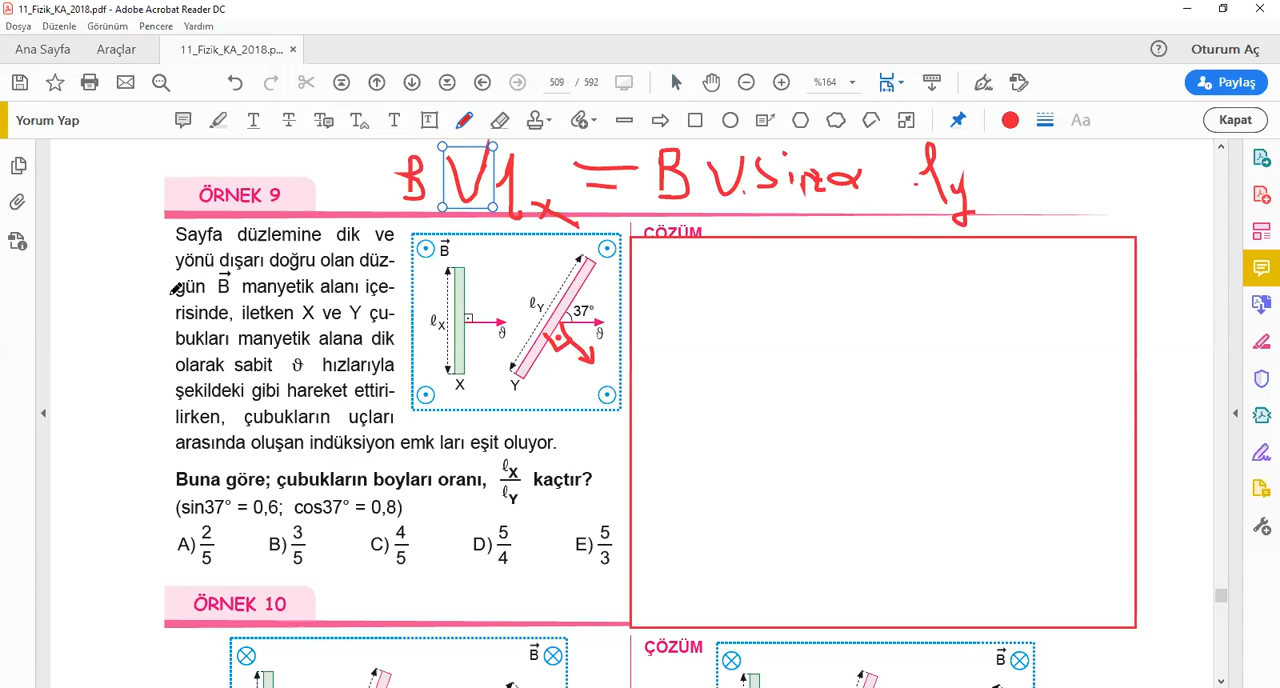 11_Fizik_KA_2018.pdf - Adobe Acrobat Reader DC
Dosya Düzenle Görünüm Pencere Yardım
Ana Sayfa Araçlar 11_Fizik_KA_2018.p... × ? Oturum Aç
509 / 592 %164 Paylaş
Yorum Yap Aa Kapat
B V l x = B V. Sin α . l y
ÖRNEK 9
ÇÖZÜM
Sayfa düzlemine dik ve
yönü dışarı doğru olan düz-
gün B manyetik alanı içe-
risinde, iletken X ve Y çu-
bukları manyetik alana dik
olarak sabit ϑ hızlarıyla
şekildeki gibi hareket ettiri-
lirken, çubukların uçları
arasında oluşan indüksiyon emk ları eşit oluyor.
B
ℓY 37°
ℓX ϑ ϑ
X Y
Buna göre; çubukların boyları oranı, ℓX/ℓY kaçtır?
(sin37° = 0,6; cos37° = 0,8)
A) 2/5 B) 3/5 C) 4/5 D) 5/4 E) 5/3
ÖRNEK 10
ÇÖZÜM
B B